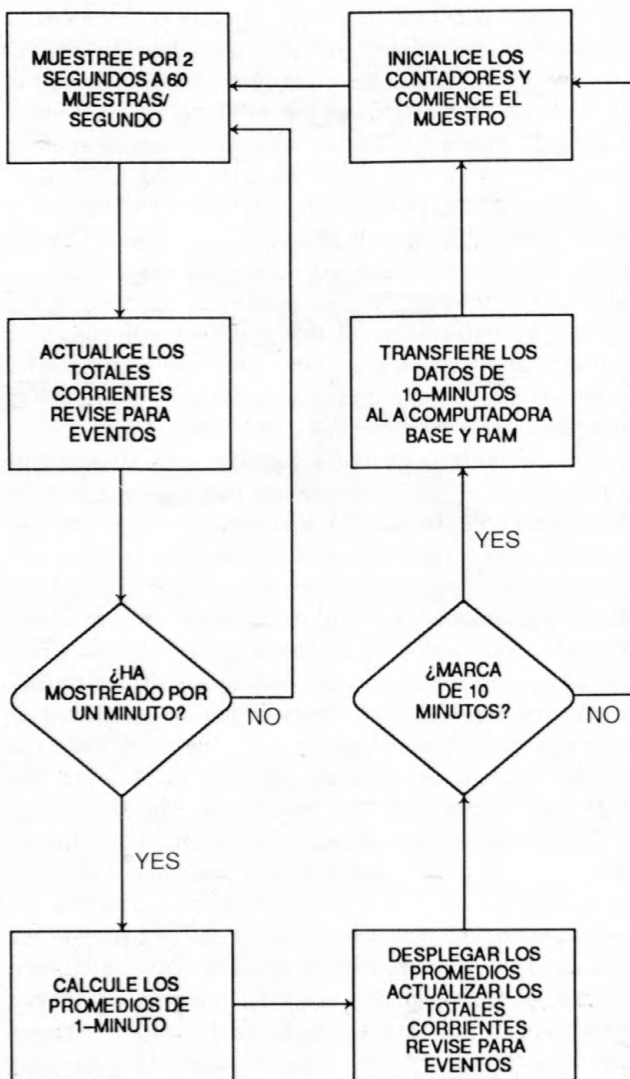 MUESTREE POR 2
SEGUNDOS A 60
MUESTRAS/
SEGUNDO
INICIALICE LOS
CONTADORES Y
COMIENCE EL
MUESTRO
ACTUALICE LOS
TOTALES
CORRIENTES
REVISE PARA
EVENTOS
TRANSFIERE LOS
DATOS DE
10-MINUTOS
AL A COMPUTADORA
BASE Y RAM
YES
¿HA
MOSTREADO POR
UN MINUTO?
NO
¿MARCA
DE 10
MINUTOS?
NO
YES
CALCULE LOS
PROMEDIOS DE
1-MINUTO
DESPLEGAR LOS
PROMEDIOS
ACTUALIZAR LOS
TOTALES
CORRIENTES
REVISE PARA
EVENTOS